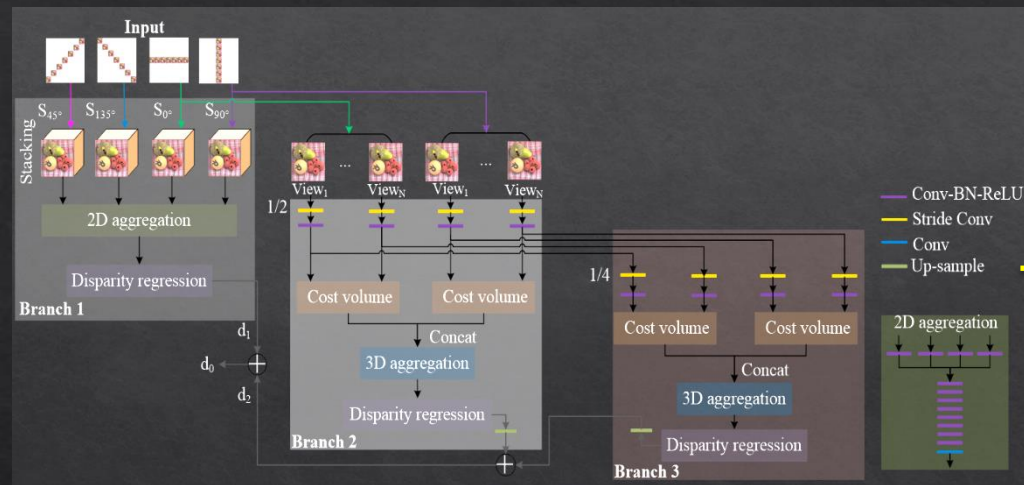 Input
S45° S135° S0° S90°
Stacking
2D aggregation
Disparity regression
Branch 1
d1
d0
d2
... ...
View1 ViewN View1 ViewN
1/2
Cost volume Cost volume
Concat
3D aggregation
Disparity regression
Branch 2
1/4
Cost volume Cost volume
Concat
3D aggregation
Disparity regression
Branch 3
Conv-BN-ReLU
Stride Conv
Conv
Up-sample
2D aggregation